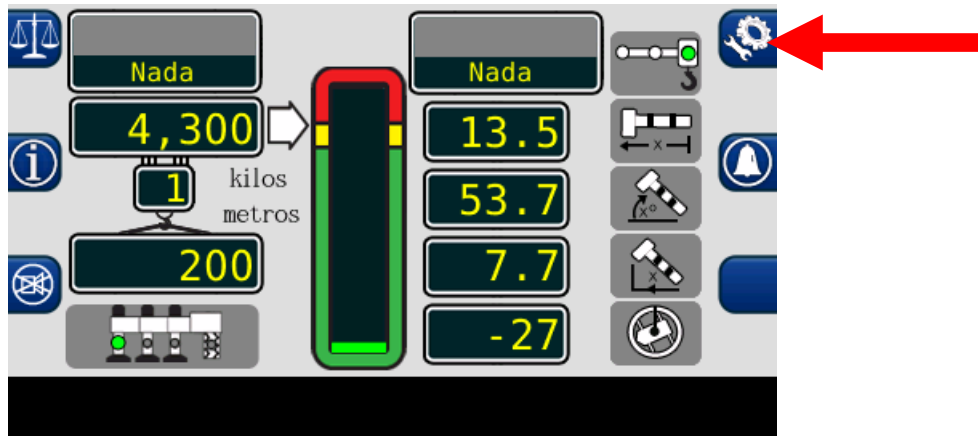 Nada
4,300
1
kilos
metros
200
Nada
13.5
53.7
7.7
-27
x
x°
x